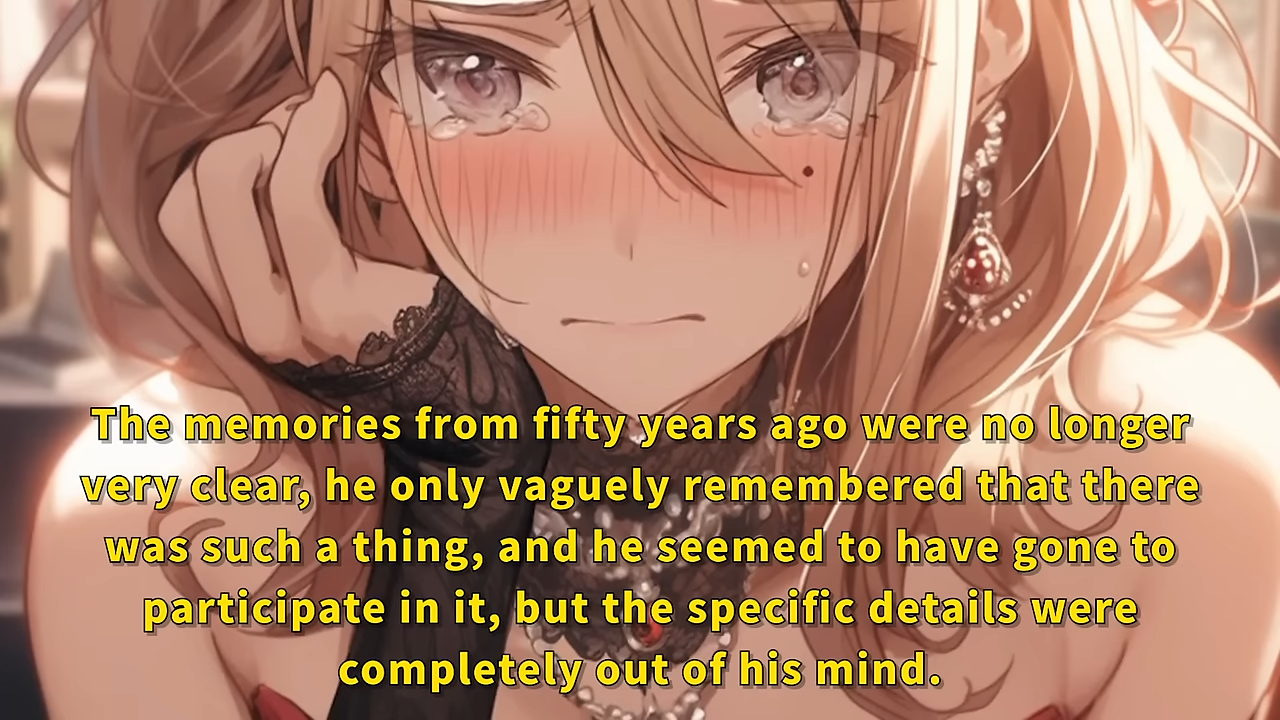 The memories from fifty years ago were no longer
very clear, he only vaguely remembered that there
was such a thing, and he seemed to have gone to
participate in it, but the specific details were
completely out of his mind.